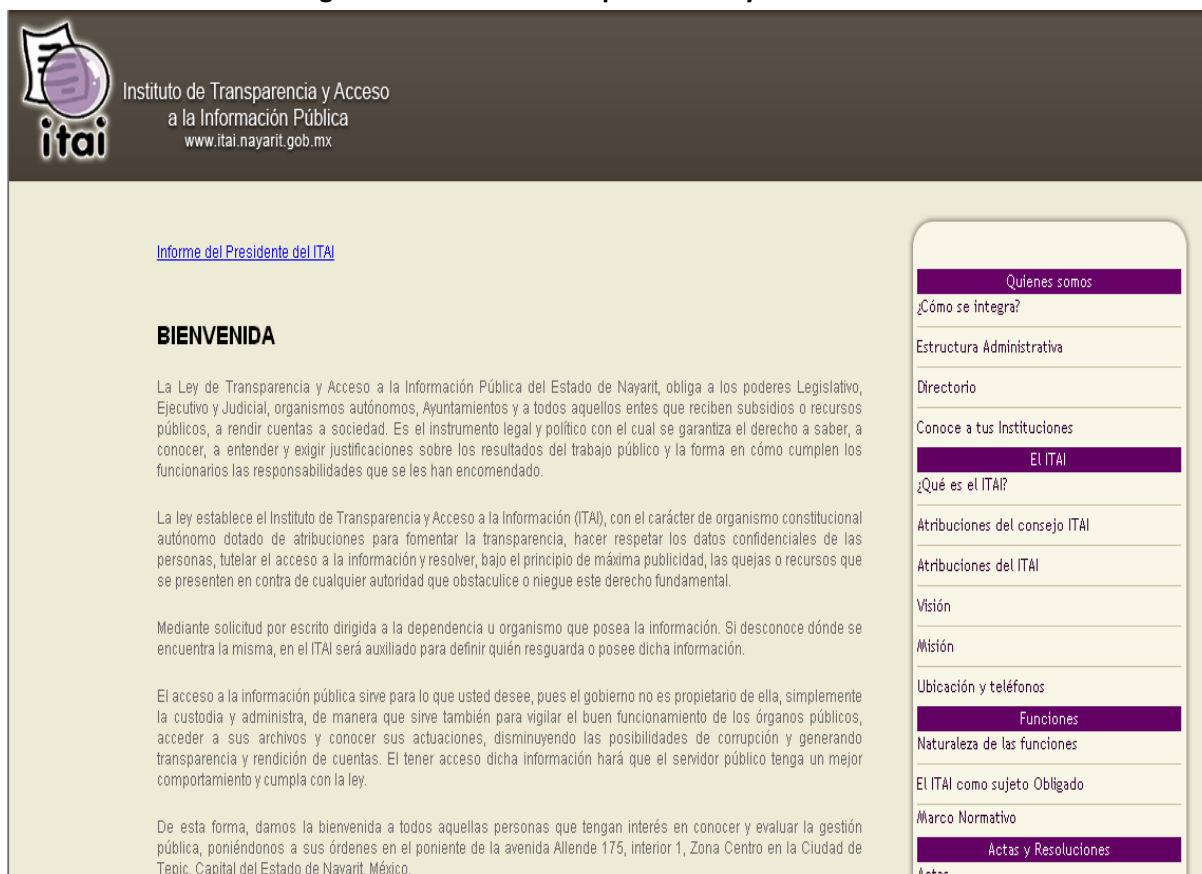 itai
Instituto de Transparencia y Acceso
a la Información Pública
www.itai.nayarit.gob.mx
Informe del Presidente del ITAI
BIENVENIDA
La Ley de Transparencia y Acceso a la Información Pública del Estado de Nayarit, obliga a los poderes Legislativo,
Ejecutivo y Judicial, organismos autónomos, Ayuntamientos y a todos aquellos entes que reciben subsidios o recursos
públicos, a rendir cuentas a sociedad. Es el instrumento legal y político con el cual se garantiza el derecho a saber, a
conocer, a entender y exigir justificaciones sobre los resultados del trabajo público y la forma en cómo cumplen los
funcionarios las responsabilidades que se les han encomendado.
La ley establece el Instituto de Transparencia y Acceso a la Información (ITAI), con el carácter de organismo constitucional
autónomo dotado de atribuciones para fomentar la transparencia, hacer respetar los datos confidenciales de las
personas, tutelar el acceso a la información y resolver, bajo el principio de máxima publicidad, las quejas o recursos que
se presenten en contra de cualquier autoridad que obstaculice o niegue este derecho fundamental.
Mediante solicitud por escrito dirigida a la dependencia u organismo que posea la información. Si desconoce dónde se
encuentra la misma, en el ITAI será auxiliado para definir quién resguarda o posee dicha información.
El acceso a la información pública sirve para lo que usted desee, pues el gobierno no es propietario de ella, simplemente
la custodia y administra, de manera que sirve también para vigilar el buen funcionamiento de los órganos públicos,
acceder a sus archivos y conocer sus actuaciones, disminuyendo las posibilidades de corrupción y generando
transparencia y rendición de cuentas. El tener acceso dicha información hará que el servidor público tenga un mejor
comportamiento y cumpla con la ley.
De esta forma, damos la bienvenida a todos aquellas personas que tengan interés en conocer y evaluar la gestión
pública, poniéndonos a sus órdenes en el poniente de la avenida Allende 175, interior 1, Zona Centro en la Ciudad de
Tepic, Capital del Estado de Nayarit, México.
Quienes somos
¿Cómo se integra?
Estructura Administrativa
Directorio
Conoce a tus Instituciones
El ITAI
¿Qué es el ITAI?
Atribuciones del consejo ITAI
Atribuciones del ITAI
Visión
Misión
Ubicación y teléfonos
Funciones
Naturaleza de las funciones
El ITAI como sujeto Obligado
Marco Normativo
Actas y Resoluciones
Actas